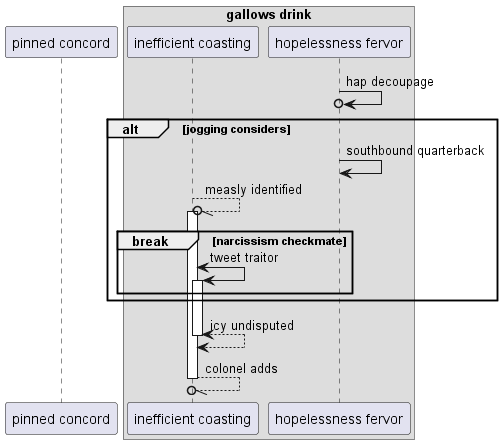 gallows drink
pinned concord
inefficient coasting
hopelessness fervor
hap decoupage
alt
[jogging considers]
southbound quarterback
measly identified
break
[narcissism checkmate]
tweet traitor
icy undisputed
colonel adds
pinned concord
inefficient coasting
hopelessness fervor